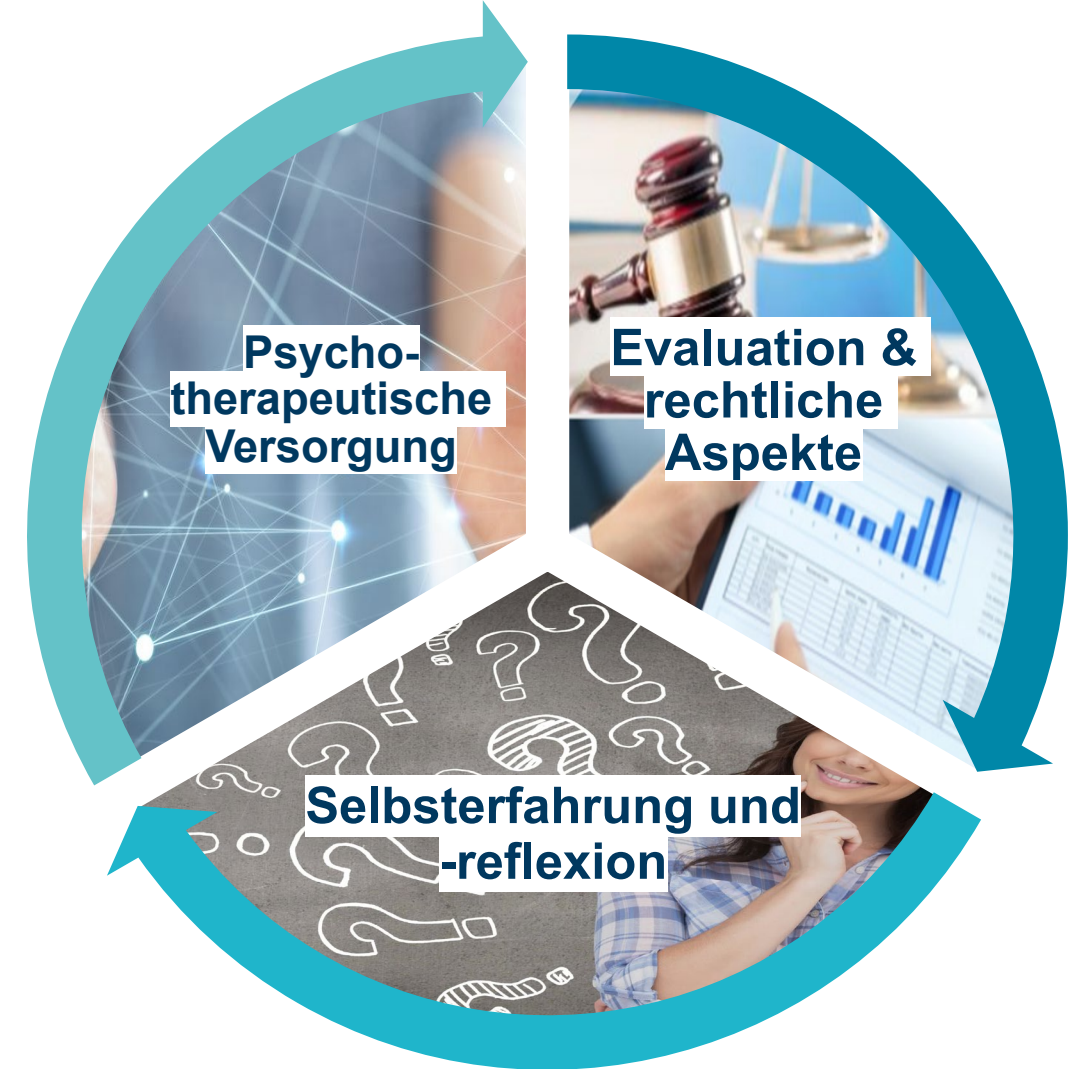 Psycho-
therapeutische
Versorgung
Evaluation &
rechtliche
Aspekte
Selbsterfahrung und
-reflexion